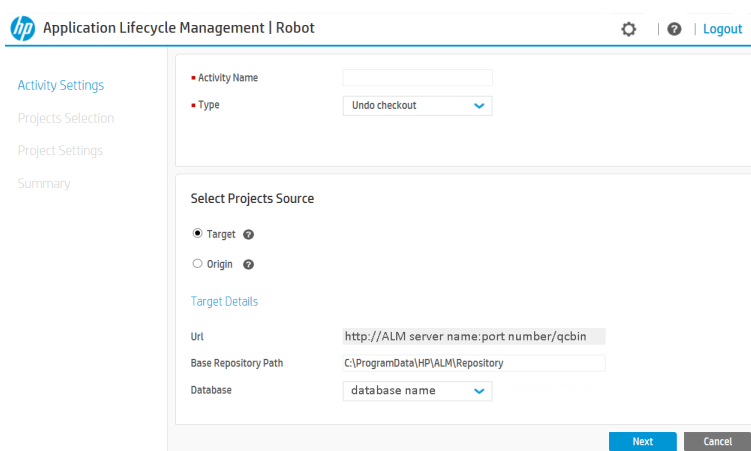 hp Application Lifecycle Management | Robot ? | Logout
Activity Settings
Projects Selection
Project Settings
Summary
Activity Name
Type Undo checkout
Select Projects Source
Target ?
Origin ?
Target Details
Url http://ALM server name:port number/qcbin
Base Repository Path C:\ProgramData\HP\ALM\Repository
Database database name
Next Cancel